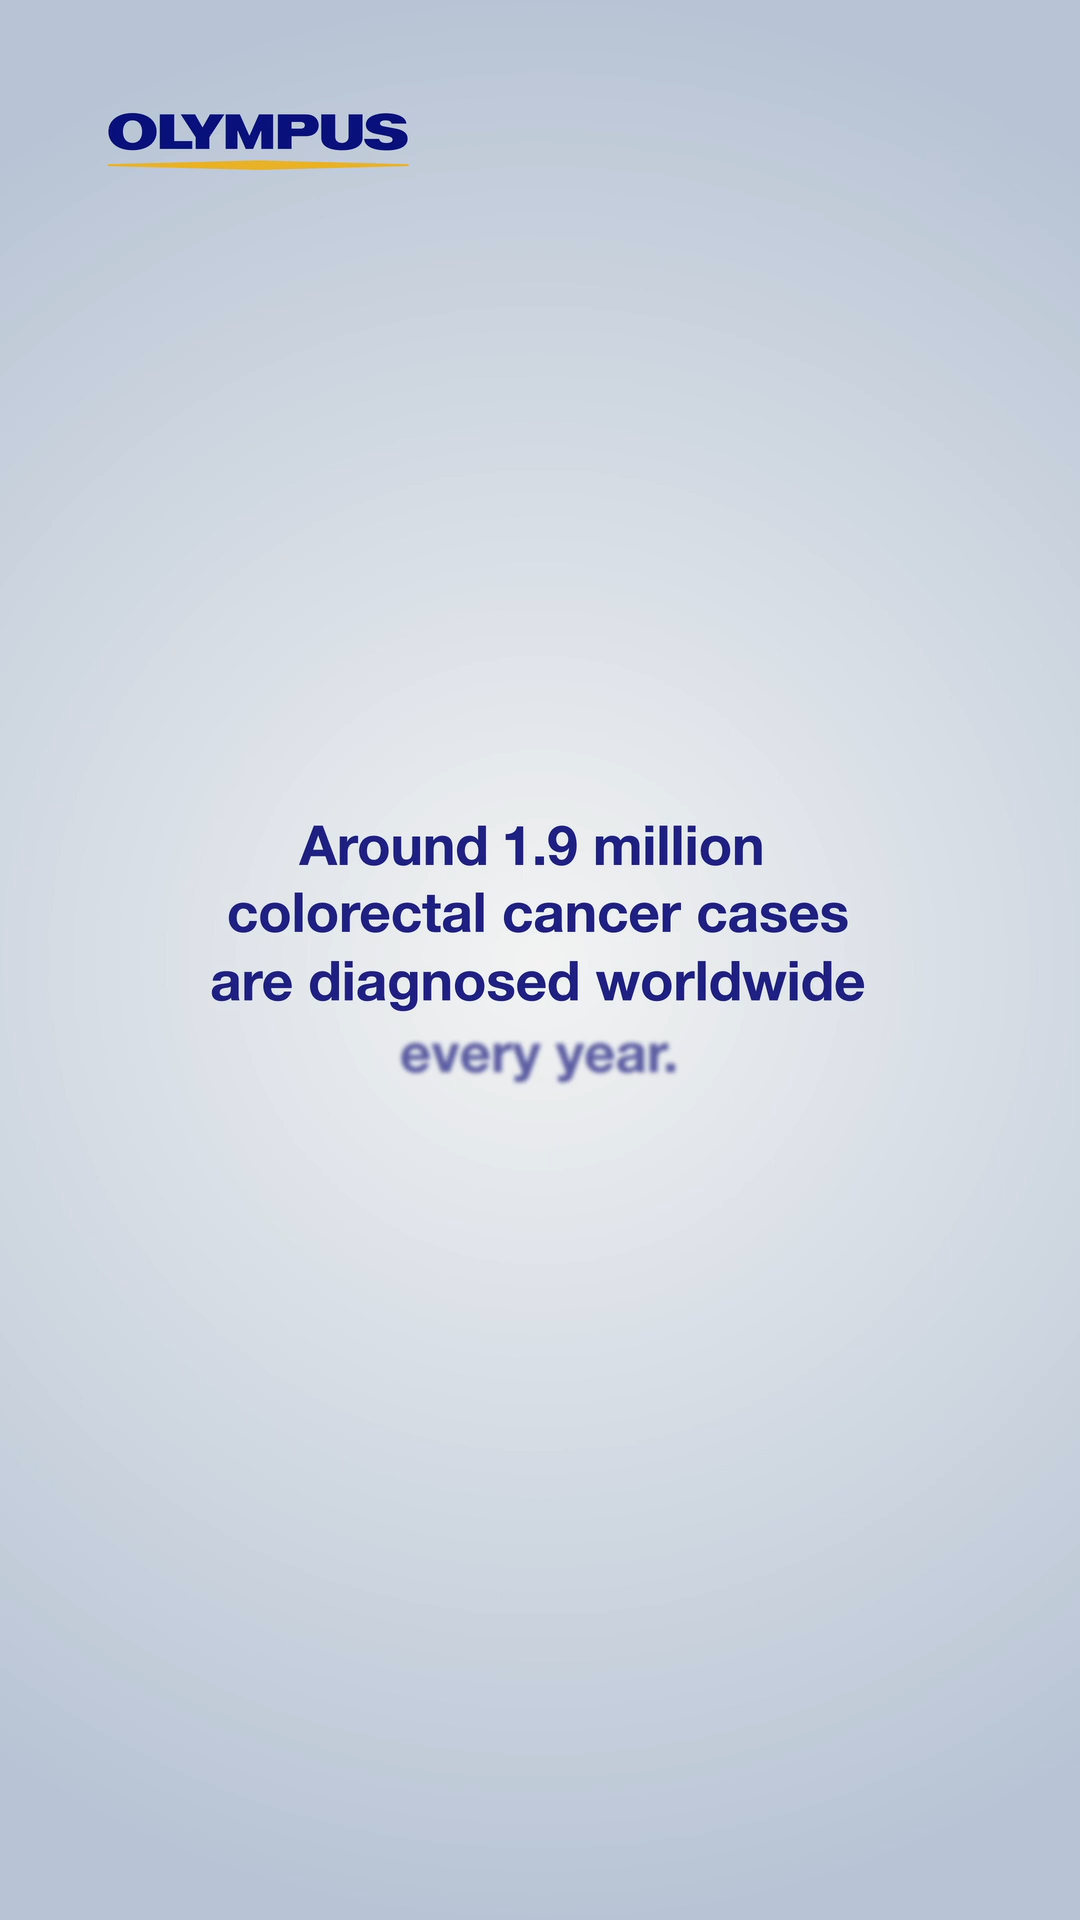 OLYMPUS
Around 1.9 million
colorectal cancer cases
are diagnosed worldwide
every year.